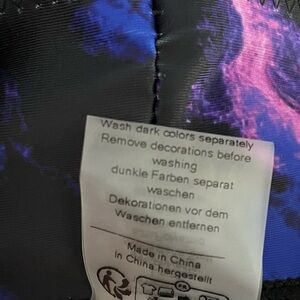 Wash dark colors separately
Remove decorations before
washing
dunkle Farben separat
waschen
Dekorationen vor dem
Waschen entfernen
Made in China
In China hergestellt